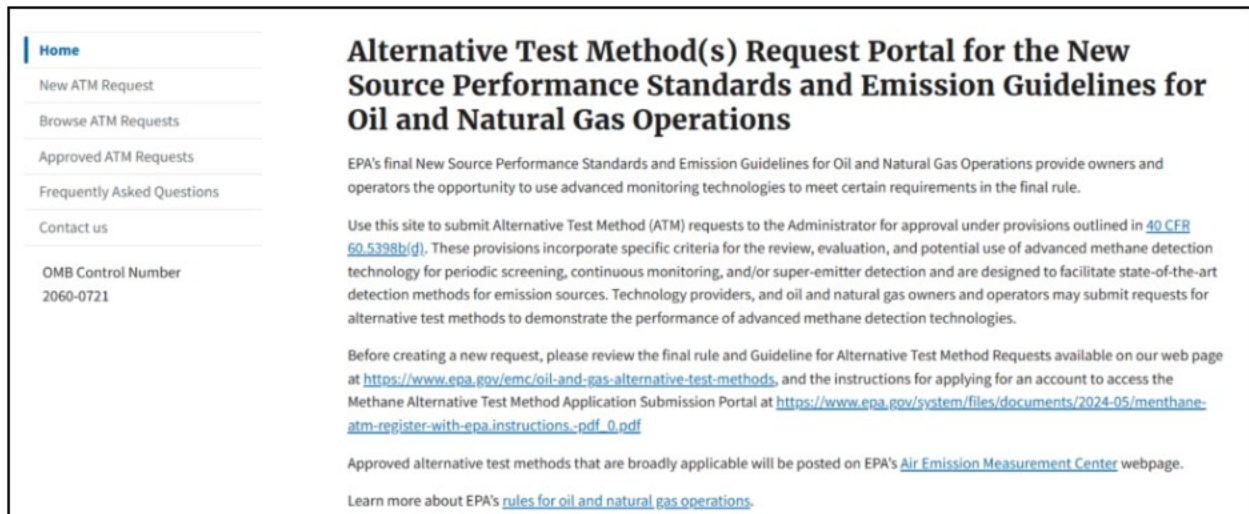 Home
New ATM Request
Browse ATM Requests
Approved ATM Requests
Frequently Asked Questions
Contact us
OMB Control Number
2060-0721
Alternative Test Method(s) Request Portal for the New
Source Performance Standards and Emission Guidelines for
Oil and Natural Gas Operations
EPA's final New Source Performance Standards and Emission Guidelines for Oil and Natural Gas Operations provide owners and
operators the opportunity to use advanced monitoring technologies to meet certain requirements in the final rule.
Use this site to submit Alternative Test Method (ATM) requests to the Administrator for approval under provisions outlined in 40 CFR
60.5398b(d). These provisions incorporate specific criteria for the review, evaluation, and potential use of advanced methane detection
technology for periodic screening, continuous monitoring, and/or super-emitter detection and are designed to facilitate state-of-the-art
detection methods for emission sources. Technology providers, and oil and natural gas owners and operators may submit requests for
alternative test methods to demonstrate the performance of advanced methane detection technologies.
Before creating a new request, please review the final rule and Guideline for Alternative Test Method Requests available on our web page
at https://www.epa.gov/emc/oil-and-gas-alternative-test-methods, and the instructions for applying for an account to access the
Methane Alternative Test Method Application Submission Portal at https://www.epa.gov/system/files/documents/2024-05/menthane-
atm-register-with-epa.instructions.-pdf_0.pdf
Approved alternative test methods that are broadly applicable will be posted on EPA's Air Emission Measurement Center webpage.
Learn more about EPA's rules for oil and natural gas operations.